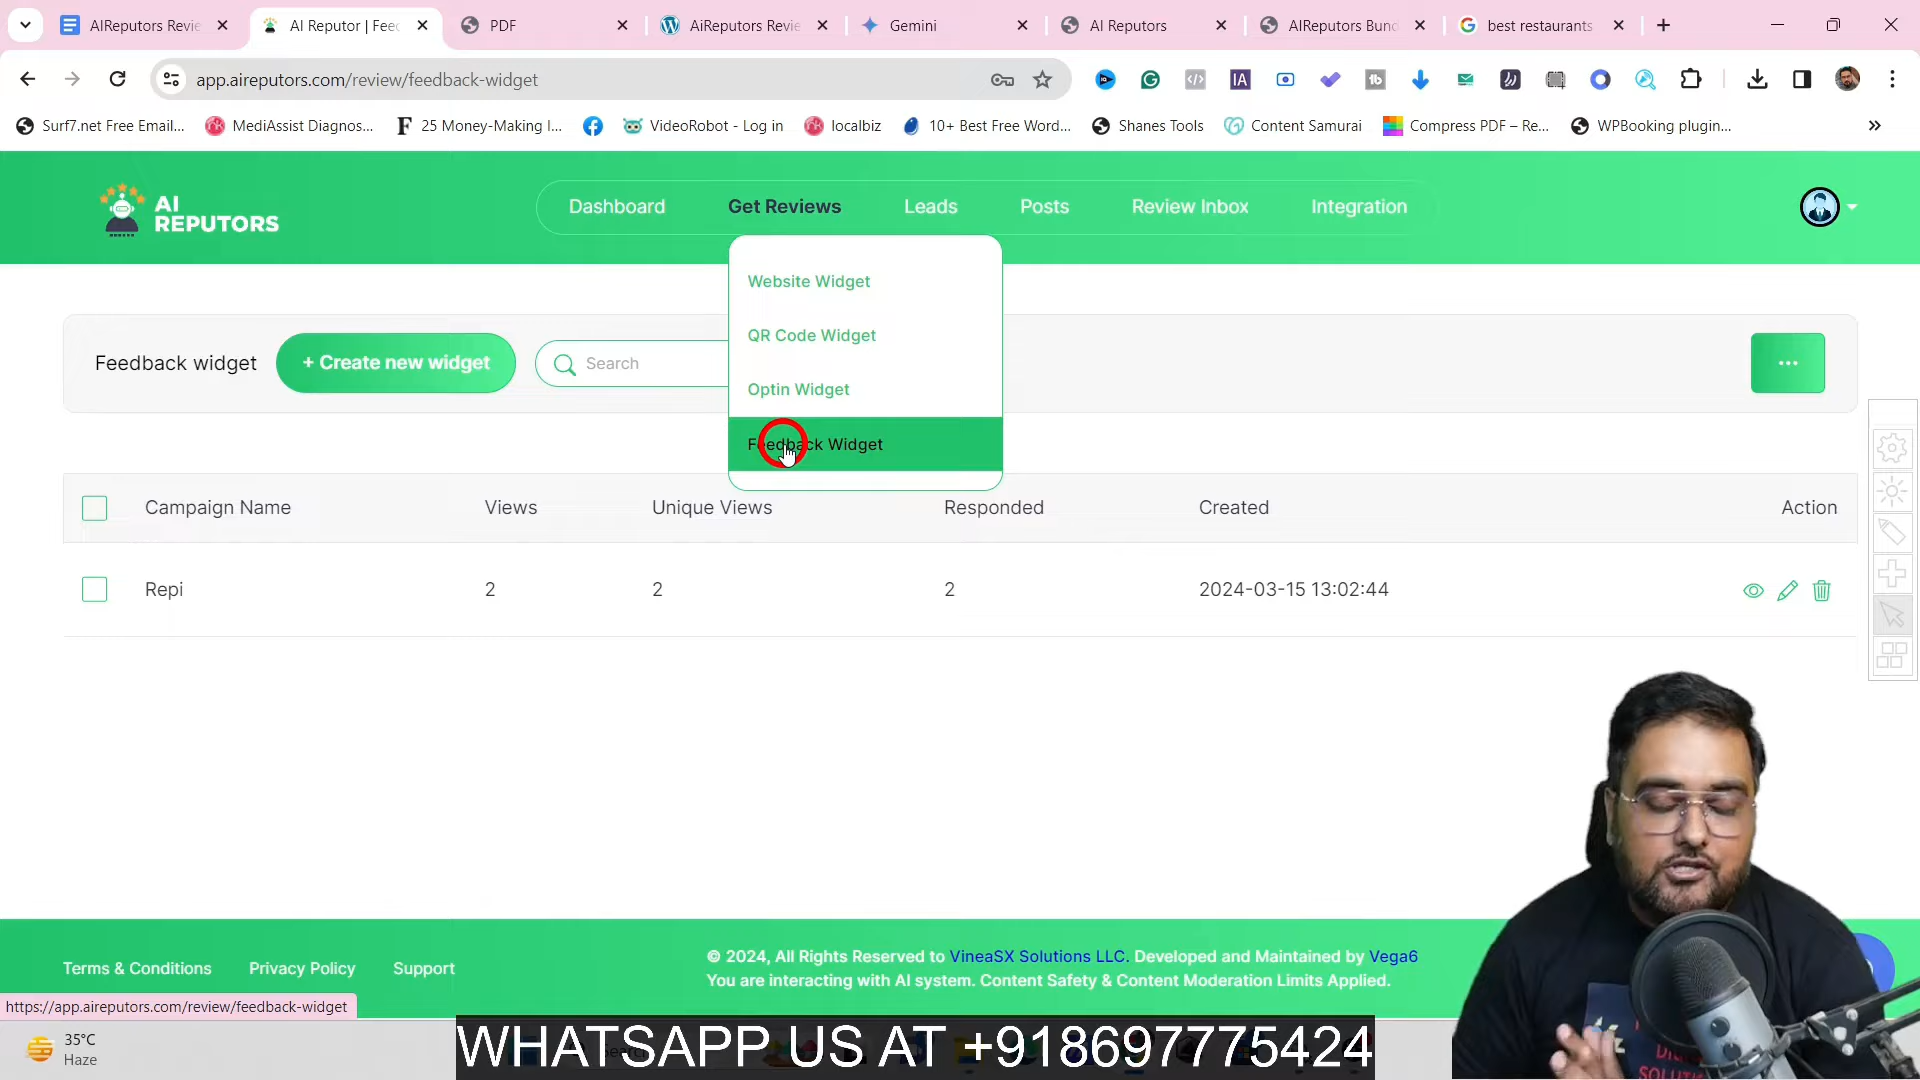 AIReputors Revie
AI Reputor | Feed
PDF
AiReputors Revie
Gemini
AI Reputors
AIReputors Bund
best restaurants
app.aireputors.com/review/feedback-widget
Surf7.net Free Email...
MediAssist Diagnos...
25 Money-Making I...
VideoRobot - Log in
localbiz
10+ Best Free Word...
Shanes Tools
Content Samurai
Compress PDF – Re...
WPBooking plugin...
AI
REPUTORS
Dashboard
Get Reviews
Leads
Posts
Review Inbox
Integration
Website Widget
QR Code Widget
Optin Widget
Feedback Widget
Feedback widget
+ Create new widget
Search
Campaign Name
Views
Unique Views
Responded
Created
Action
Repi
2
2
2
2024-03-15 13:02:44
Terms & Conditions
Privacy Policy
Support
© 2024, All Rights Reserved to VineaSX Solutions LLC. Developed and Maintained by Vega6
You are interacting with AI system. Content Safety & Content Moderation Limits Applied.
https://app.aireputors.com/review/feedback-widget
35°C
Haze
WHATSAPP US AT +918697775424